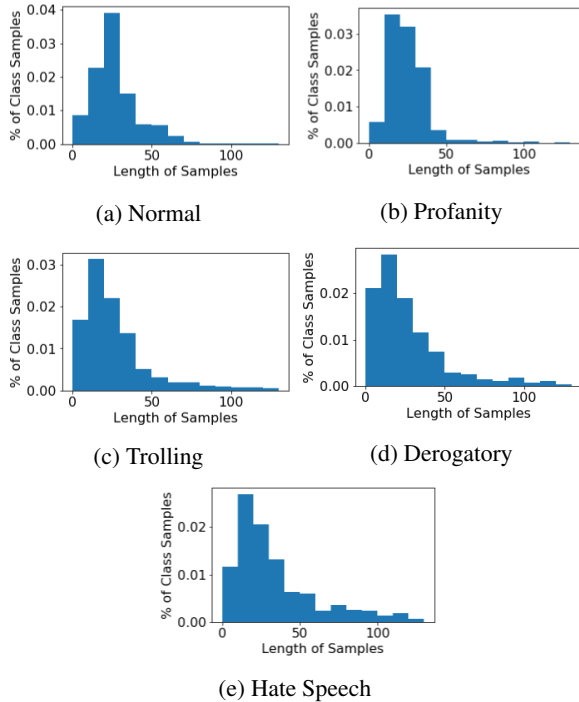 % of Class Samples
0.04
0.03
0.02
0.01
0.00
0 50 100
Length of Samples
(a) Normal
% of Class Samples
0.03
0.02
0.01
0.00
0 50 100
Length of Samples
(b) Profanity
% of Class Samples
0.03
0.02
0.01
0.00
0 50 100
Length of Samples
(c) Trolling
% of Class Samples
0.02
0.01
0.00
0 50 100
Length of Samples
(d) Derogatory
% of Class Samples
0.02
0.01
0.00
0 50 100
Length of Samples
(e) Hate Speech